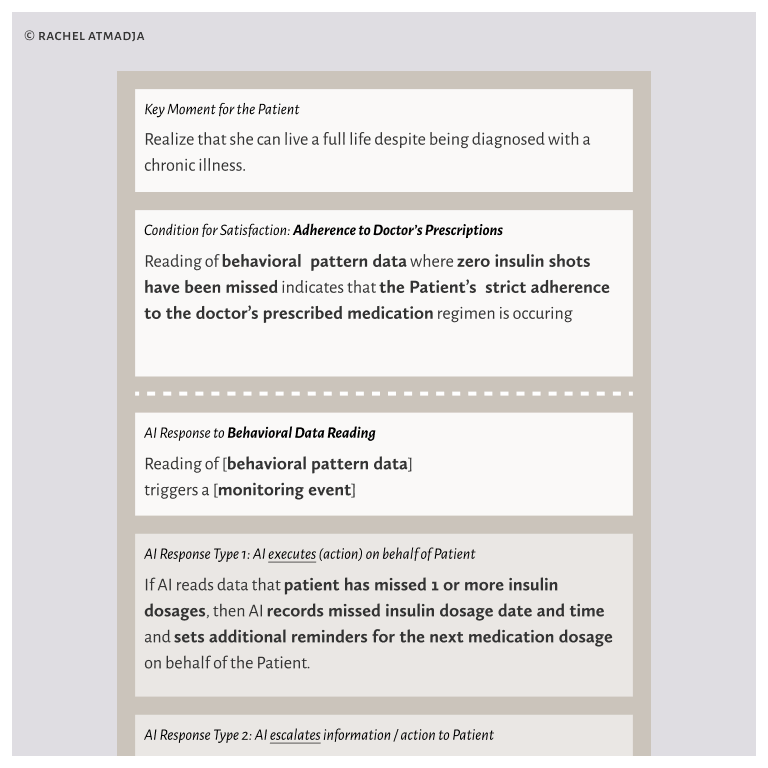 © RACHEL ATMADJA
Key Moment for the Patient
Realize that she can live a full life despite being diagnosed with a
chronic illness.
Condition for Satisfaction: Adherence to Doctor’s Prescriptions
Reading of behavioral pattern data where zero insulin shots
have been missed indicates that the Patient’s strict adherence
to the doctor’s prescribed medication regimen is occuring
AI Response to Behavioral Data Reading
Reading of [behavioral pattern data]
triggers a [monitoring event]
AI Response Type 1: AI executes (action) on behalf of Patient
If AI reads data that patient has missed 1 or more insulin
dosages, then AI records missed insulin dosage date and time
and sets additional reminders for the next medication dosage
on behalf of the Patient.
AI Response Type 2: AI escalates information / action to Patient